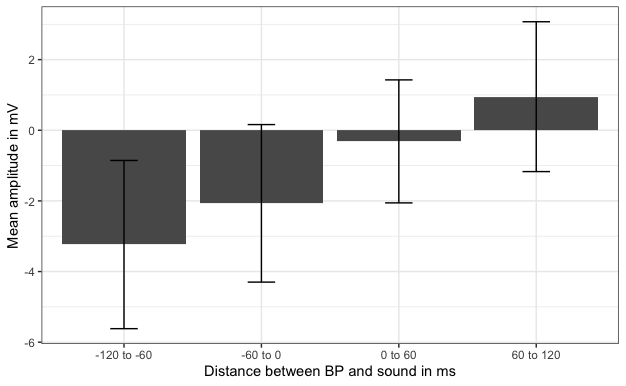 Mean amplitude in mV
2
0
-2
-4
-6
-120 to -60
-60 to 0
0 to 60
60 to 120
Distance between BP and sound in ms